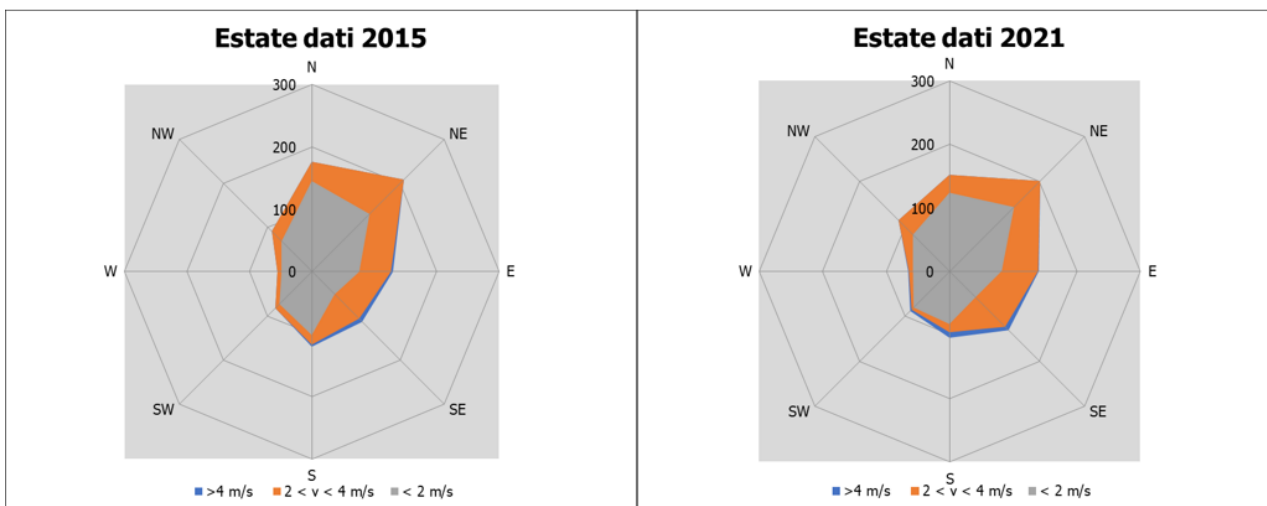 Estate dati 2015
N
300
NW
NE
200
100
W
0
E
SW
SE
S
>4 m/s 2 < v < 4 m/s < 2 m/s
Estate dati 2021
N
300
NW
NE
200
100
W
0
E
SW
SE
S
>4 m/s 2 < v < 4 m/s < 2 m/s